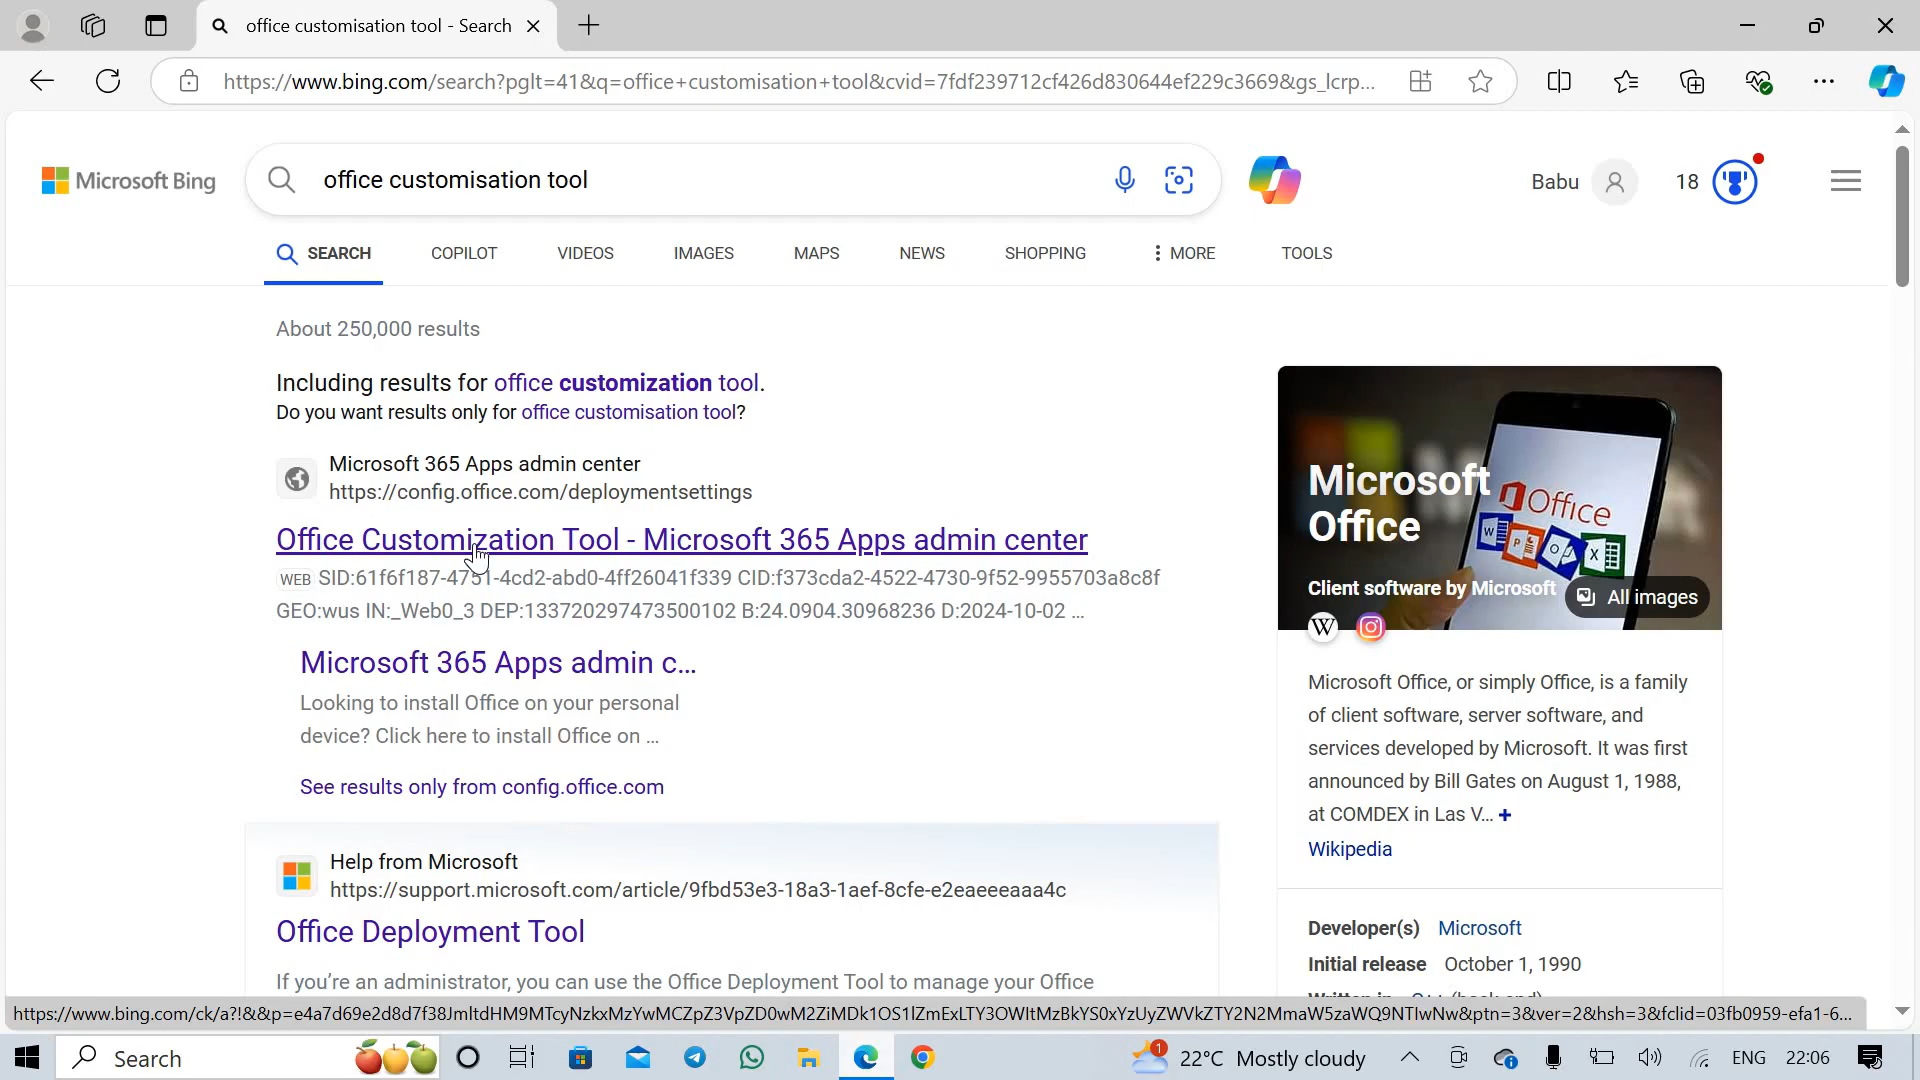 office customisation tool - Search
https://www.bing.com/search?pglt=41&q=office+customisation+tool&cvid=7fdf239712cf426d830644ef229c3669&gs_lcrp...
Microsoft Bing
office customisation tool
Babu
18
SEARCH
COPILOT
VIDEOS
IMAGES
MAPS
NEWS
SHOPPING
MORE
TOOLS
About 250,000 results
Including results for office customization tool.
Do you want results only for office customisation tool?
Microsoft 365 Apps admin center
https://config.office.com/deploymentsettings
Office Customization Tool - Microsoft 365 Apps admin center
WEB SID:61f6f187-4751-4cd2-abd0-4ff26041f339 CID:f373cda2-4522-4730-9f52-9955703a8c8f
GEO:wus IN:_Web0_3 DEP:133720297473500102 B:24.0904.30968236 D:2024-10-02 ...
Microsoft 365 Apps admin c...
Looking to install Office on your personal
device? Click here to install Office on ...
See results only from config.office.com
Help from Microsoft
https://support.microsoft.com/article/9fbd53e3-18a3-1aef-8cfe-e2eaeeeaaa4c
Office Deployment Tool
If you're an administrator, you can use the Office Deployment Tool to manage your Office
Microsoft
Office
Office
Client software by Microsoft
All images
Microsoft Office, or simply Office, is a family
of client software, server software, and
services developed by Microsoft. It was first
announced by Bill Gates on August 1, 1988,
at COMDEX in Las V... +
Wikipedia
Developer(s) Microsoft
Initial release October 1, 1990
https://www.bing.com/ck/a?!&&p=e4a7d69e2d8d7f38JmltdHM9MTcyNzkxMzYwMCZpZ3VpZD0wM2ZiMDk1OS1lZmExLTY3OWItMzBkYS0xYzUyZWVkZTY2N2MmaW5zaWQ9NTIwNw&ptn=3&ver=2&hsh=3&fclid=03fb0959-efa1-6...
Search
1
22°C Mostly cloudy
ENG
22:06